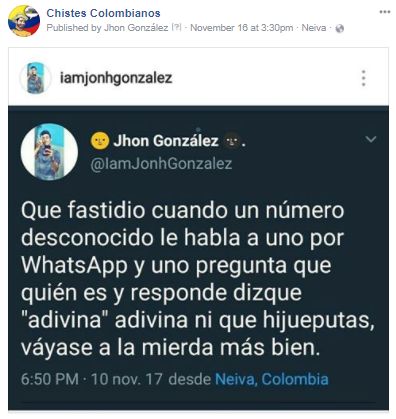 Chistes Colombianos
Published by Jhon González [?] · November 16 at 3:30pm · Neiva ·
iamjonhgonzalez
🌝 Jhon González 🌚.
@IamJonhGonzalez
Que fastidio cuando un número
desconocido le habla a uno por
WhatsApp y uno pregunta que
quién es y responde dizque
"adivina" adivina ni que hijueputas,
váyase a la mierda más bien.
6:50 PM · 10 nov. 17 desde Neiva, Colombia